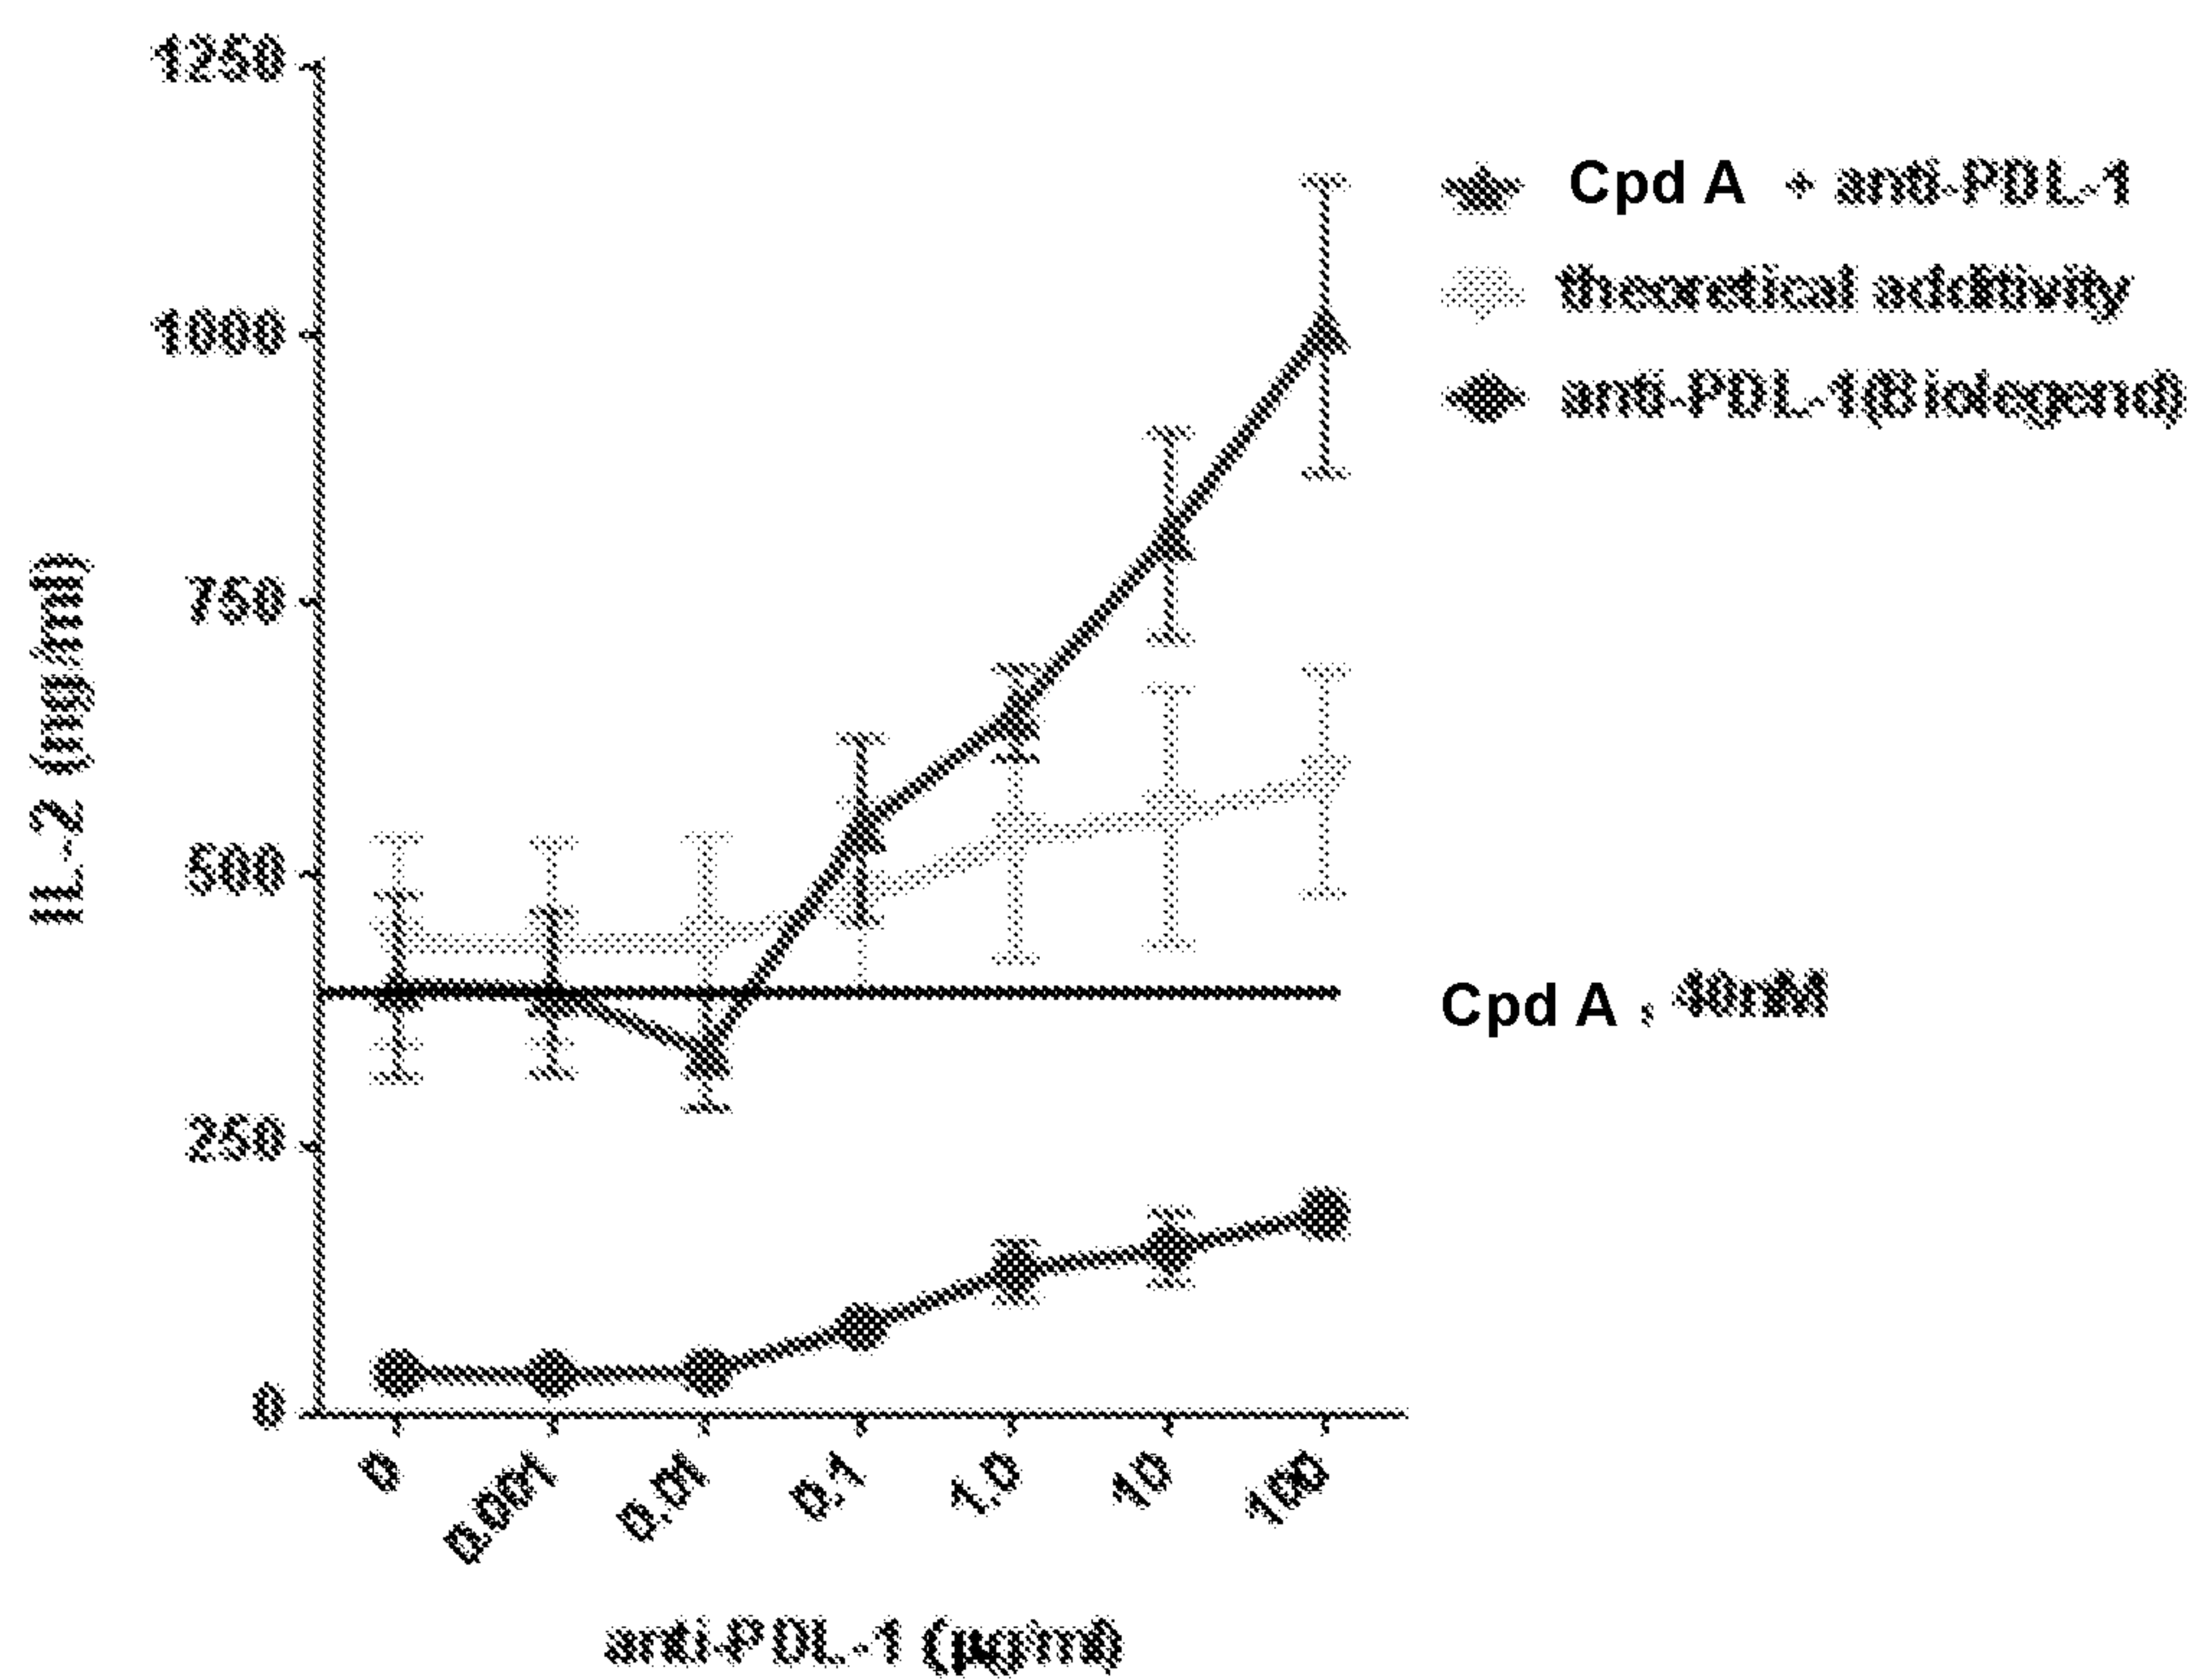 1250
1000
750
500
250
0
IL-2 (ng/ml)
Cpd A + anti-PDL-1
theoretical additivity
anti-PDL-1(Biolegend)
Cpd A , 40nM
0
0.001
0.01
0.1
1.0
10
100
anti-PDL-1 (µg/ml)